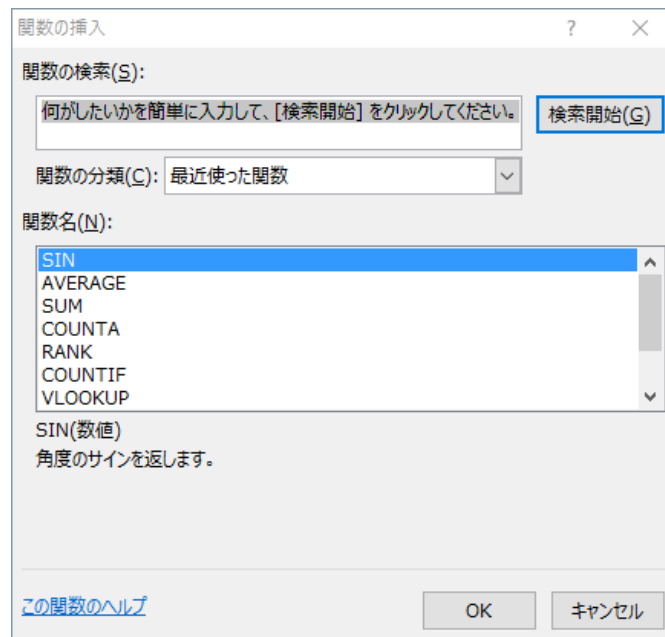 関数の挿入 ?
関数の検索(S):
何がしたいかを簡単に入力して、[検索開始] をクリックしてください。 検索開始(G)
関数の分類(C): 最近使った関数
関数名(N):
SIN
AVERAGE
SUM
COUNTA
RANK
COUNTIF
VLOOKUP
SIN(数値)
角度のサインを返します。
この関数のヘルプ OK キャンセル